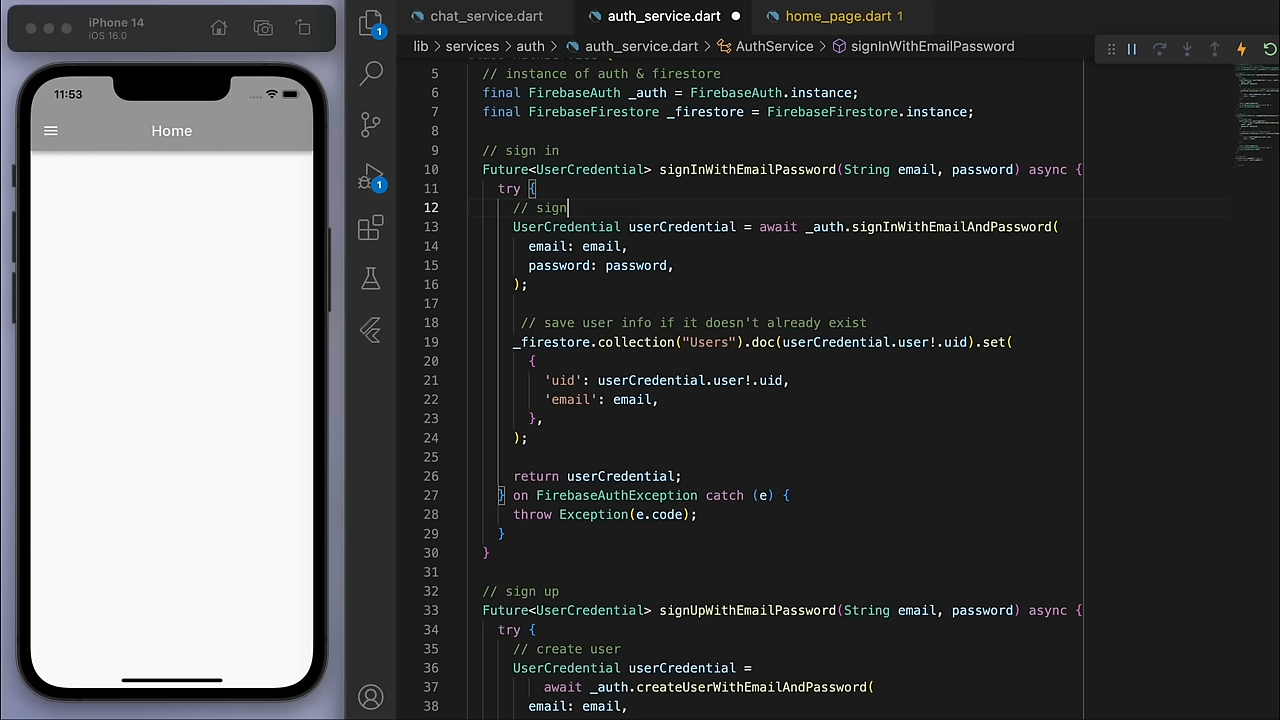 iPhone 14
iOS 16.0
11:53
Home
1
1
chat_service.dart
auth_service.dart
home_page.dart 1
lib > services > auth > auth_service.dart > AuthService > signInWithEmailPassword
5 // instance of auth & firestore
6 final FirebaseAuth _auth = FirebaseAuth.instance;
7 final FirebaseFirestore _firestore = FirebaseFirestore.instance;
8
9 // sign in
10 Future<UserCredential> signInWithEmailPassword(String email, password) async {
11 try {
12 // sign
13 UserCredential userCredential = await _auth.signInWithEmailAndPassword(
14 email: email,
15 password: password,
16 );
17
18 // save user info if it doesn't already exist
19 _firestore.collection("Users").doc(userCredential.user!.uid).set(
20 {
21 'uid': userCredential.user!.uid,
22 'email': email,
23 },
24 );
25
26 return userCredential;
27 } on FirebaseAuthException catch (e) {
28 throw Exception(e.code);
29 }
30 }
31
32 // sign up
33 Future<UserCredential> signUpWithEmailPassword(String email, password) async {
34 try {
35 // create user
36 UserCredential userCredential =
37 await _auth.createUserWithEmailAndPassword(
38 email: email,